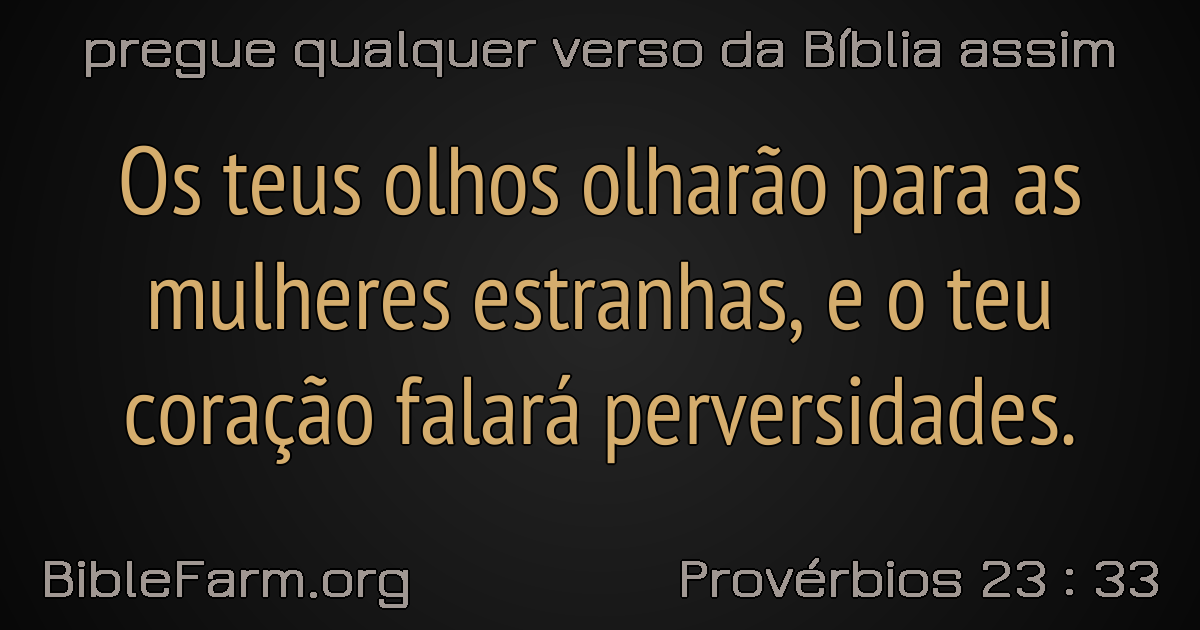 pregue qualquer verso da Bíblia assim
Os teus olhos olharão para as
mulheres estranhas, e o teu
coração falará perversidades.
BibleFarm.org
Provérbios 23 : 33